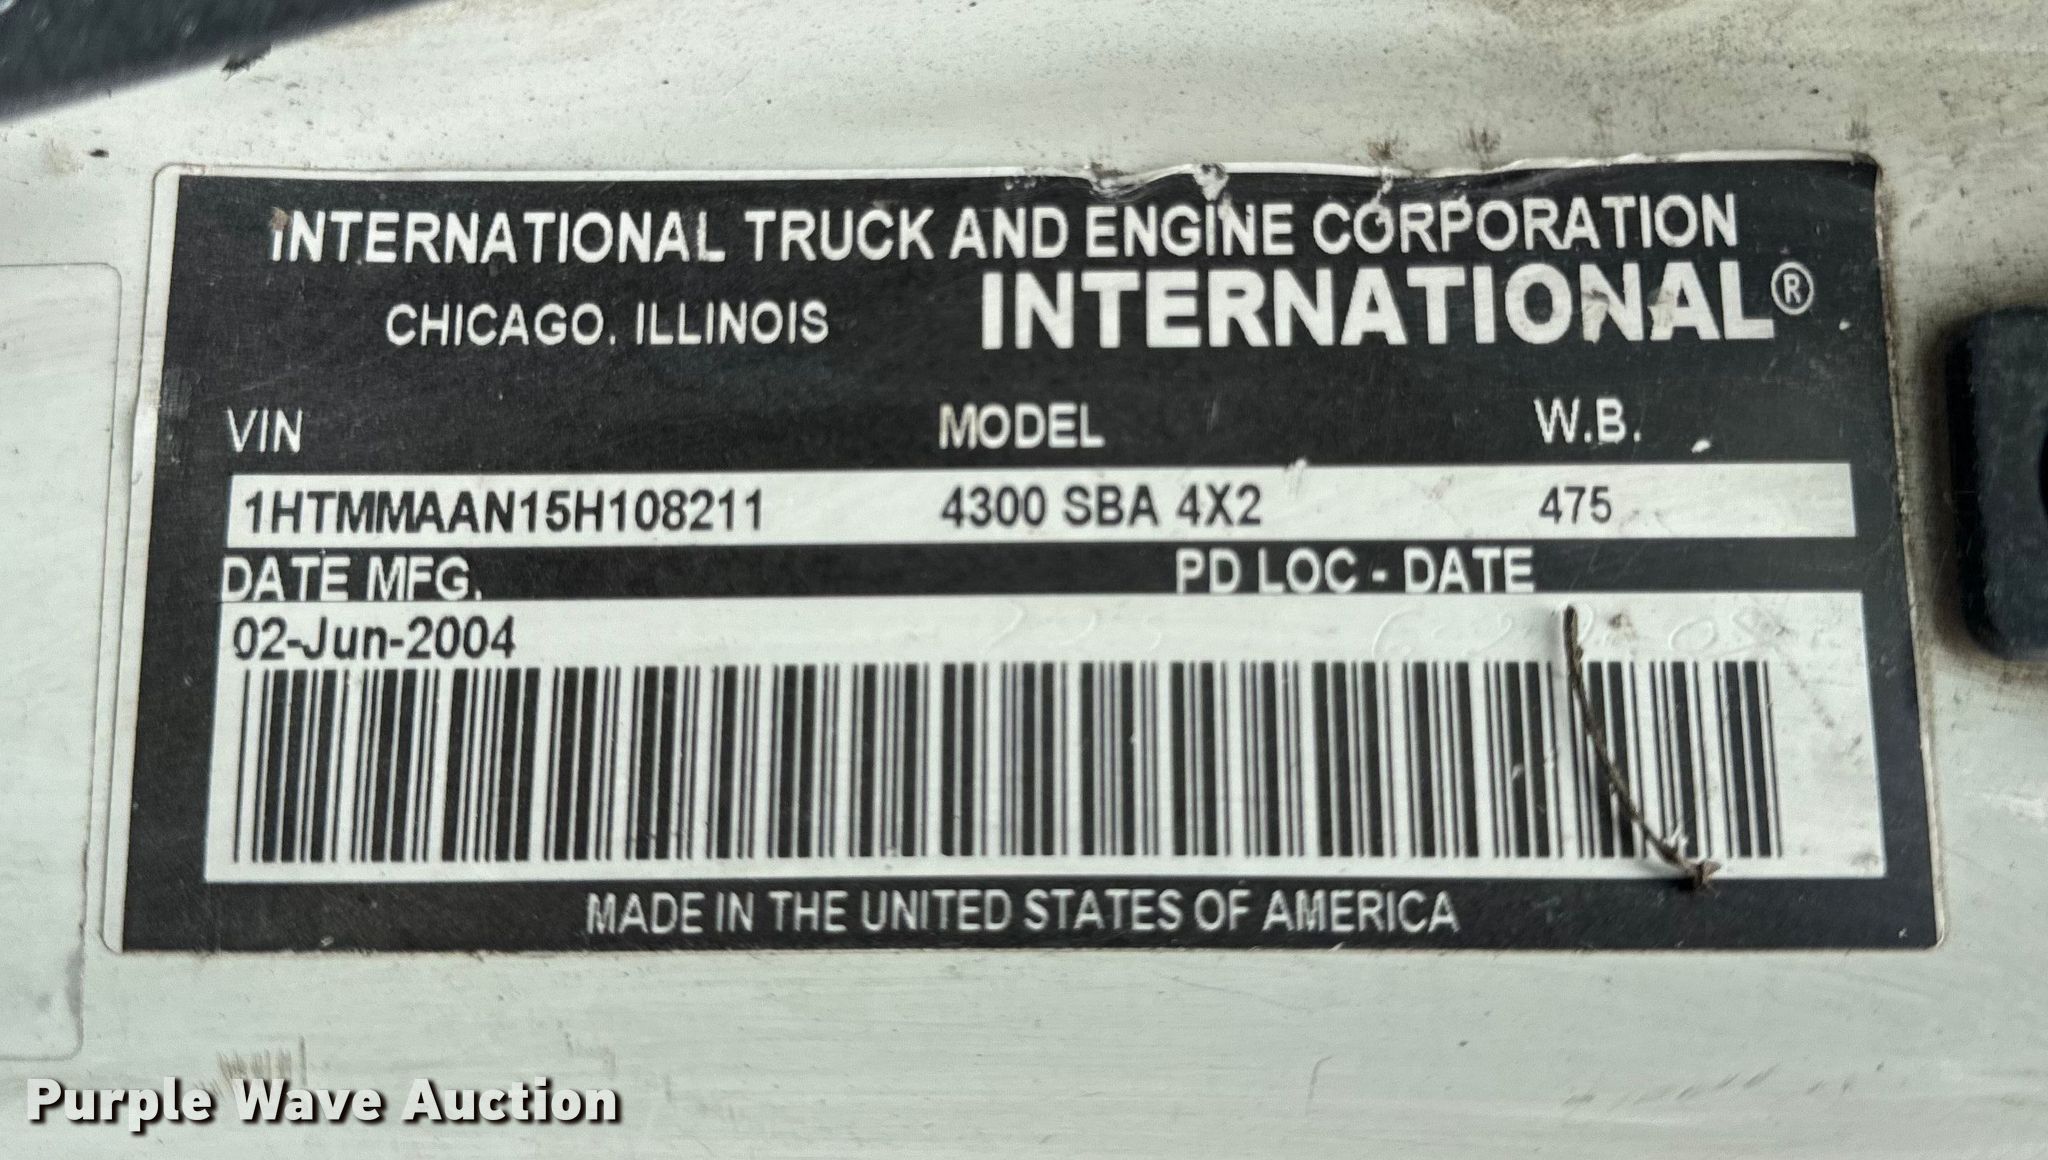 INTERNATIONAL TRUCK AND ENGINE CORPORATION
CHICAGO, ILLINOIS INTERNATIONAL®
VIN MODEL W.B.
1HTMMAAN15H108211 4300 SBA 4X2 475
DATE MFG. PD LOC - DATE
02-Jun-2004
MADE IN THE UNITED STATES OF AMERICA
Purple Wave Auction